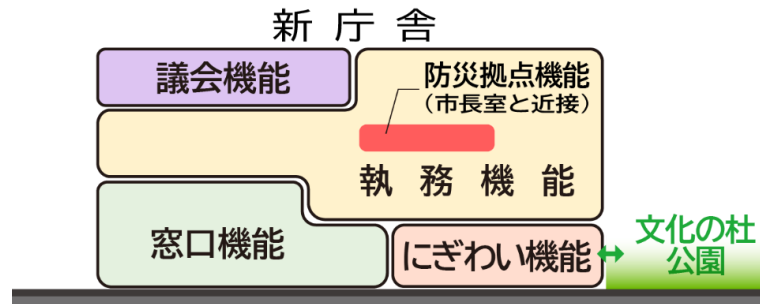 新庁舎
議会機能
防災拠点機能
（市長室と近接）
執務機能
窓口機能
にぎわい機能
文化の杜
公園